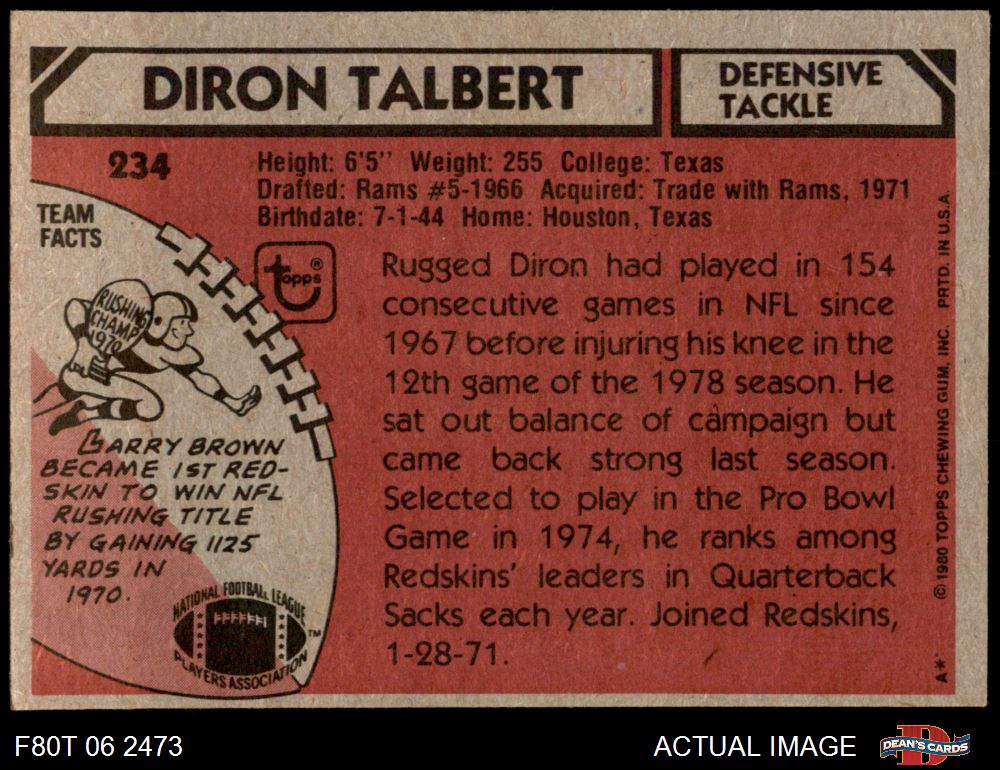 DIRON TALBERT
DEFENSIVE
TACKLE
234
Height: 6'5" Weight: 255 College: Texas
Drafted: Rams #5-1966 Acquired: Trade with Rams, 1971
Birthdate: 7-1-44 Home: Houston, Texas
TEAM
FACTS
RUSHING
CHAMP
1970
LARRY BROWN
BECAME 1ST RED-
SKIN TO WIN NFL
RUSHING TITLE
BY GAINING 1125
YARDS IN
1970.
NATIONAL FOOTBALL LEAGUE
PLAYERS ASSOCIATION
TM
topps®
Rugged Diron had played in 154
consecutive games in NFL since
1967 before injuring his knee in the
12th game of the 1978 season. He
sat out balance of campaign but
came back strong last season.
Selected to play in the Pro Bowl
Game in 1974, he ranks among
Redskins' leaders in Quarterback
Sacks each year. Joined Redskins,
1-28-71.
A* © 1980 TOPPS CHEWING GUM, INC. PRTD. IN U.S.A.
F80T 06 2473
ACTUAL IMAGE
D
DEAN'S CARDS